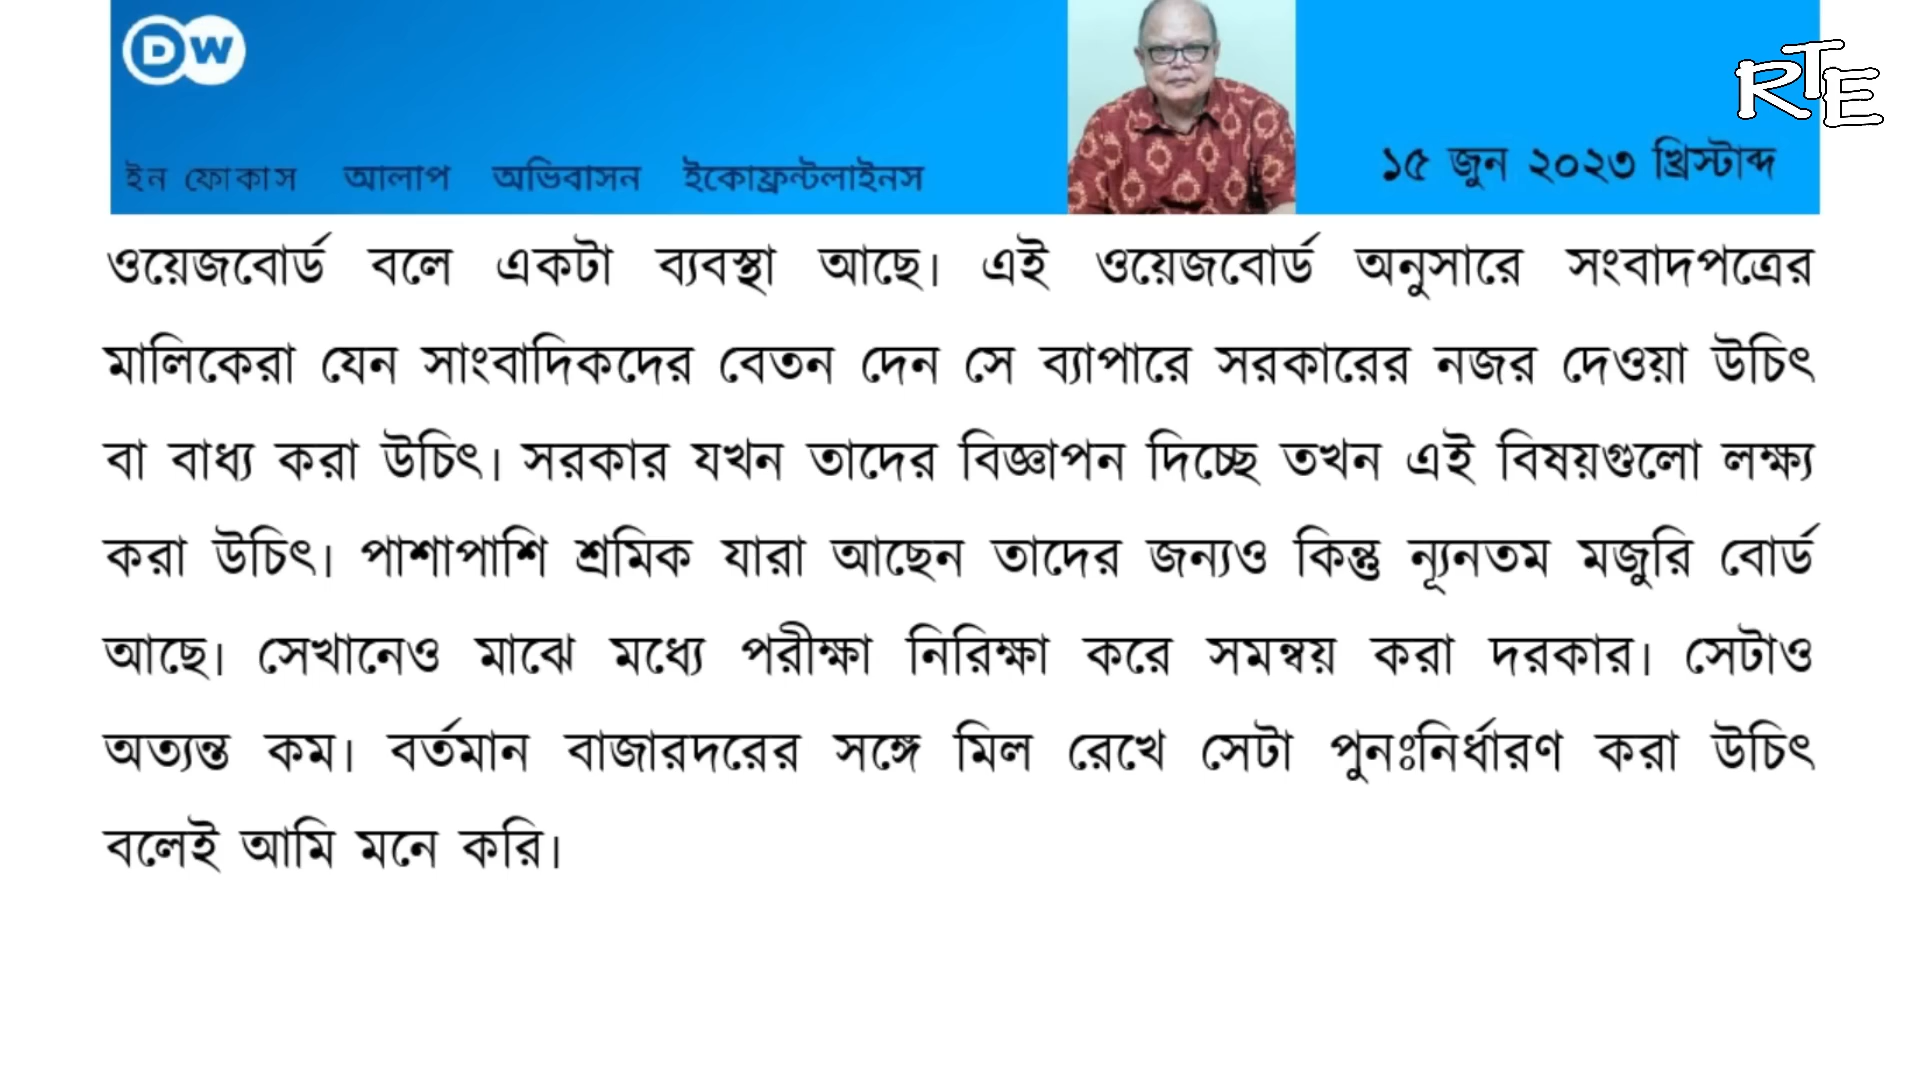 DW
RTE
ইন ফোকাস আলাপ অভিবাসন ইকোফ্রন্টলাইনস
১৫ জুন ২০২৩ খ্রিস্টাব্দ
ওয়েজবোর্ড বলে একটা ব্যবস্থা আছে। এই ওয়েজবোর্ড অনুসারে সংবাদপত্রের
মালিকেরা যেন সাংবাদিকদের বেতন দেন সে ব্যাপারে সরকারের নজর দেওয়া উচিৎ
বা বাধ্য করা উচিৎ। সরকার যখন তাদের বিজ্ঞাপন দিচ্ছে তখন এই বিষয়গুলো লক্ষ্য
করা উচিৎ। পাশাপাশি শ্রমিক যারা আছেন তাদের জন্যও কিন্তু ন্যূনতম মজুরি বোর্ড
আছে। সেখানেও মাঝে মধ্যে পরীক্ষা নিরিক্ষা করে সমন্বয় করা দরকার। সেটাও
অত্যন্ত কম। বর্তমান বাজারদরের সঙ্গে মিল রেখে সেটা পুনঃনির্ধারণ করা উচিৎ
বলেই আমি মনে করি।